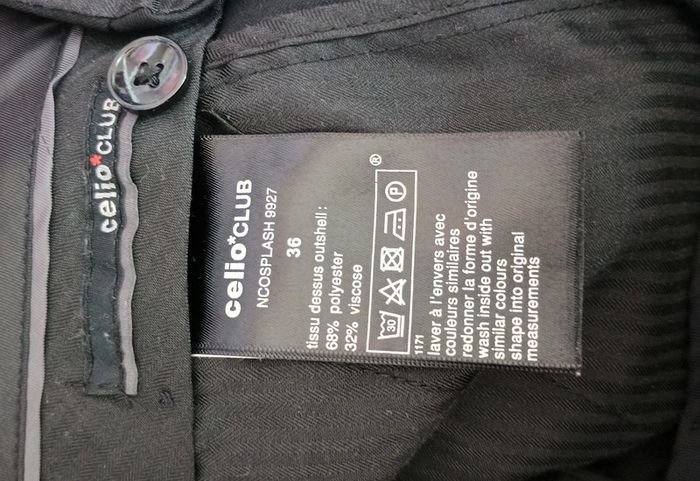 celio*CLUB
celio*CLUB
NCOSPLASH 9927
36
tissu dessus outshell :
68% polyester
32% viscose
30 P ®
1171
laver à l'envers avec
couleurs similaires
redonner la forme d'origine
wash inside out with
similar colours
shape into original
measurements